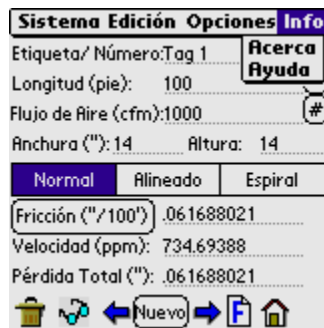 Sistema Edición Opciones Info
Acerca
Ayuda
Etiqueta/ Número:Tag 1
Longitud (pie): 100
#
Flujo de Aire (cfm):1000
Anchura ("): 14 Altura: 14
Normal Alineado Espiral
Fricción ("/100') .061688021
Velocidad (ppm): 734.69388
Pérdida Total ("): .061688021
Nuevo F